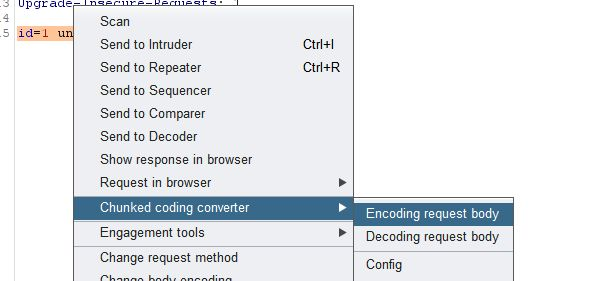 13 Upgrade-Insecure-Requests: 1
14
15 id=1 un
Scan
Send to Intruder Ctrl+I
Send to Repeater Ctrl+R
Send to Sequencer
Send to Comparer
Send to Decoder
Show response in browser
Request in browser
Chunked coding converter
Encoding request body
Decoding request body
Engagement tools
Config
Change request method
Change body encoding